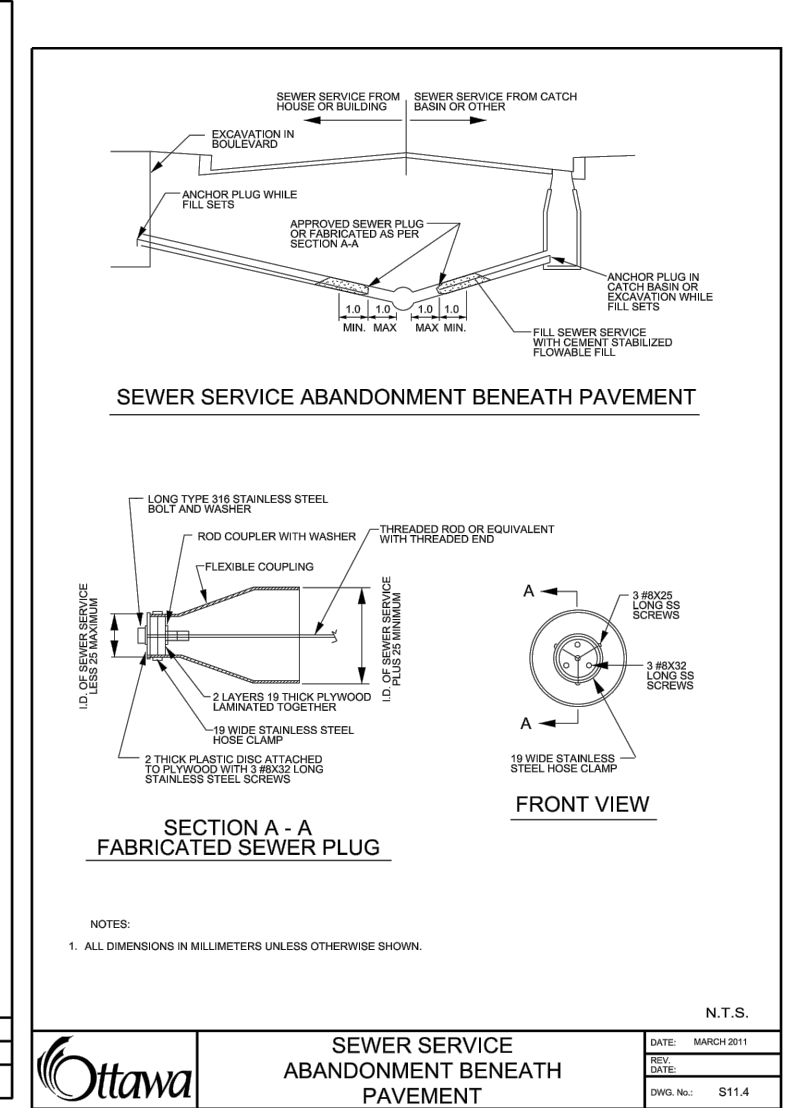 SEWER SERVICE FROM
HOUSE OR BUILDING
SEWER SERVICE FROM CATCH
BASIN OR OTHER
EXCAVATION IN
BOULEVARD
ANCHOR PLUG WHILE
FILL SETS
APPROVED SEWER PLUG
OR FABRICATED AS PER
SECTION A-A
ANCHOR PLUG IN
CATCH BASIN OR
EXCAVATION WHILE
FILL SETS
1.0 1.0 1.0 1.0
MIN. MAX MAX MIN.
FILL SEWER SERVICE
WITH CEMENT STABILIZED
FLOWABLE FILL
SEWER SERVICE ABANDONMENT BENEATH PAVEMENT
LONG TYPE 316 STAINLESS STEEL
BOLT AND WASHER
ROD COUPLER WITH WASHER
THREADED ROD OR EQUIVALENT
WITH THREADED END
FLEXIBLE COUPLING
I.D. OF SEWER SERVICE
LESS 25 MAXIMUM
I.D. OF SEWER SERVICE
PLUS 25 MINIMUM
2 LAYERS 19 THICK PLYWOOD
LAMINATED TOGETHER
19 WIDE STAINLESS STEEL
HOSE CLAMP
2 THICK PLASTIC DISC ATTACHED
TO PLYWOOD WITH 3 #8X32 LONG
STAINLESS STEEL SCREWS
SECTION A - A
FABRICATED SEWER PLUG
A
3 #8X25
LONG SS
SCREWS
3 #8X32
LONG SS
SCREWS
A
19 WIDE STAINLESS
STEEL HOSE CLAMP
FRONT VIEW
NOTES:
1. ALL DIMENSIONS IN MILLIMETERS UNLESS OTHERWISE SHOWN.
N.T.S.
Ottawa
SEWER SERVICE
ABANDONMENT BENEATH
PAVEMENT
DATE: MARCH 2011
REV.
DATE:
DWG. No.: S11.4